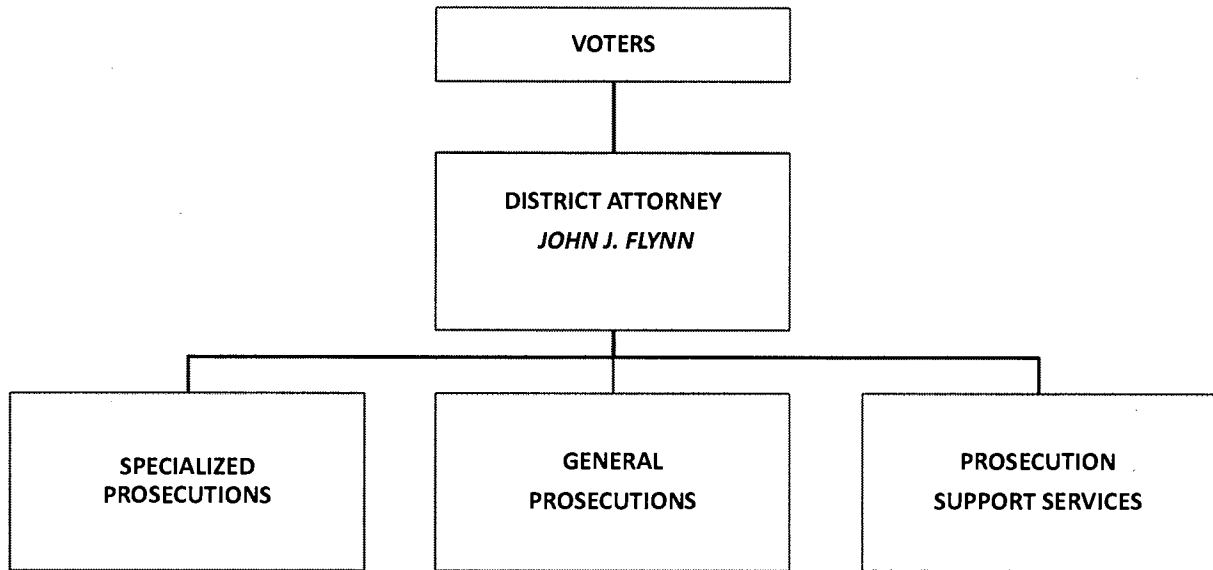 VOTERS
DISTRICT ATTORNEY
JOHN J. FLYNN
SPECIALIZED
PROSECUTIONS
GENERAL
PROSECUTIONS
PROSECUTION
SUPPORT SERVICES